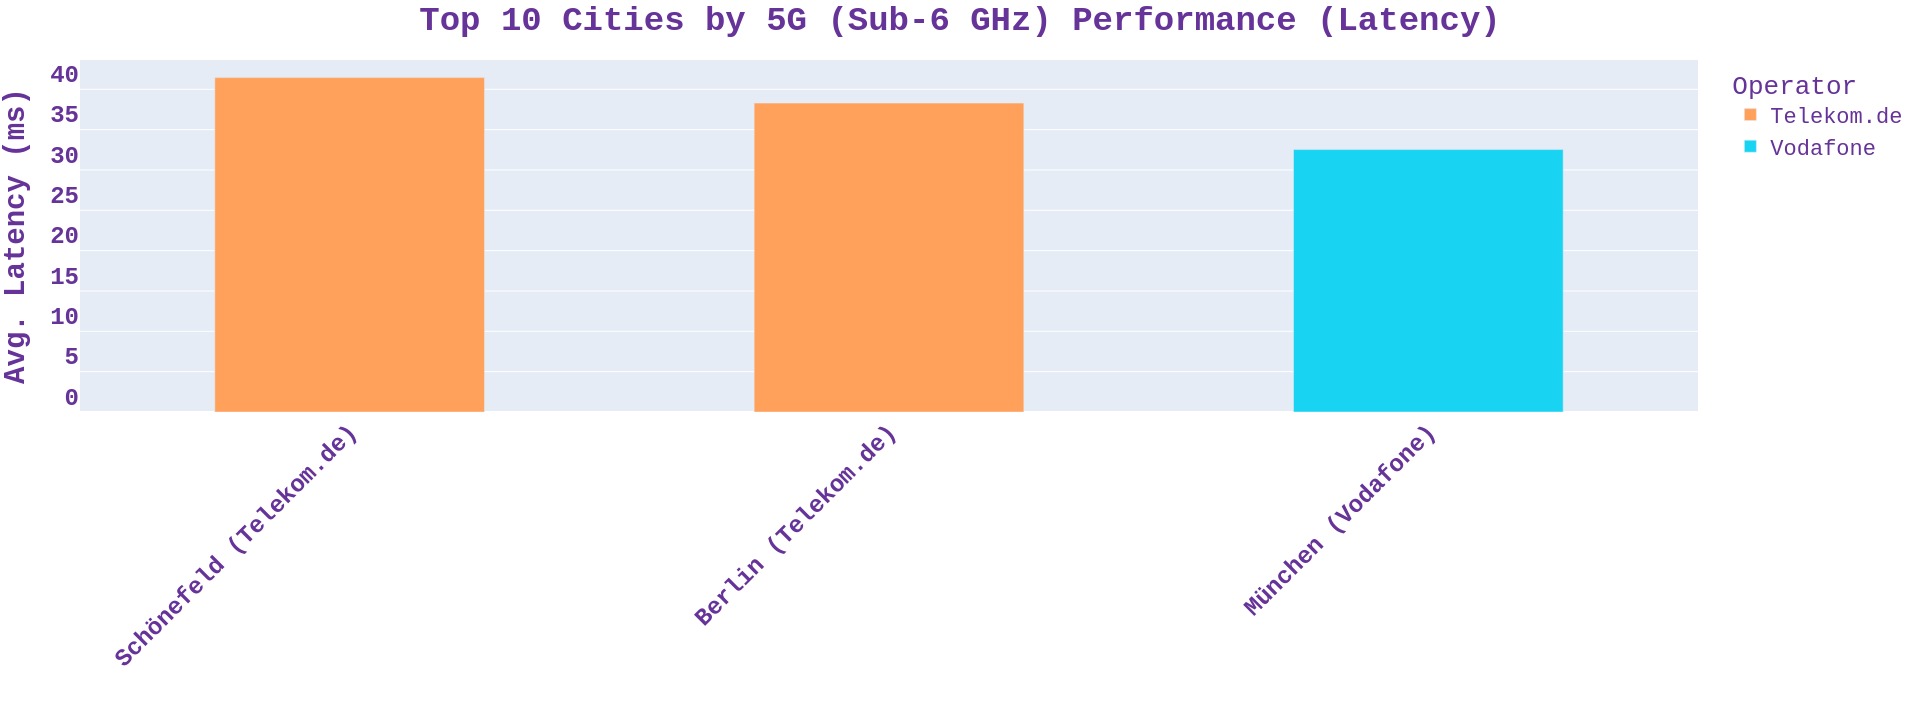 Top 10 Cities by 5G (Sub-6 GHz) Performance (Latency)
Avg. Latency (ms)
40
35
30
25
20
15
10
5
0
Schönefeld (Telekom.de)
Berlin (Telekom.de)
München (Vodafone)
Operator
Telekom.de
Vodafone